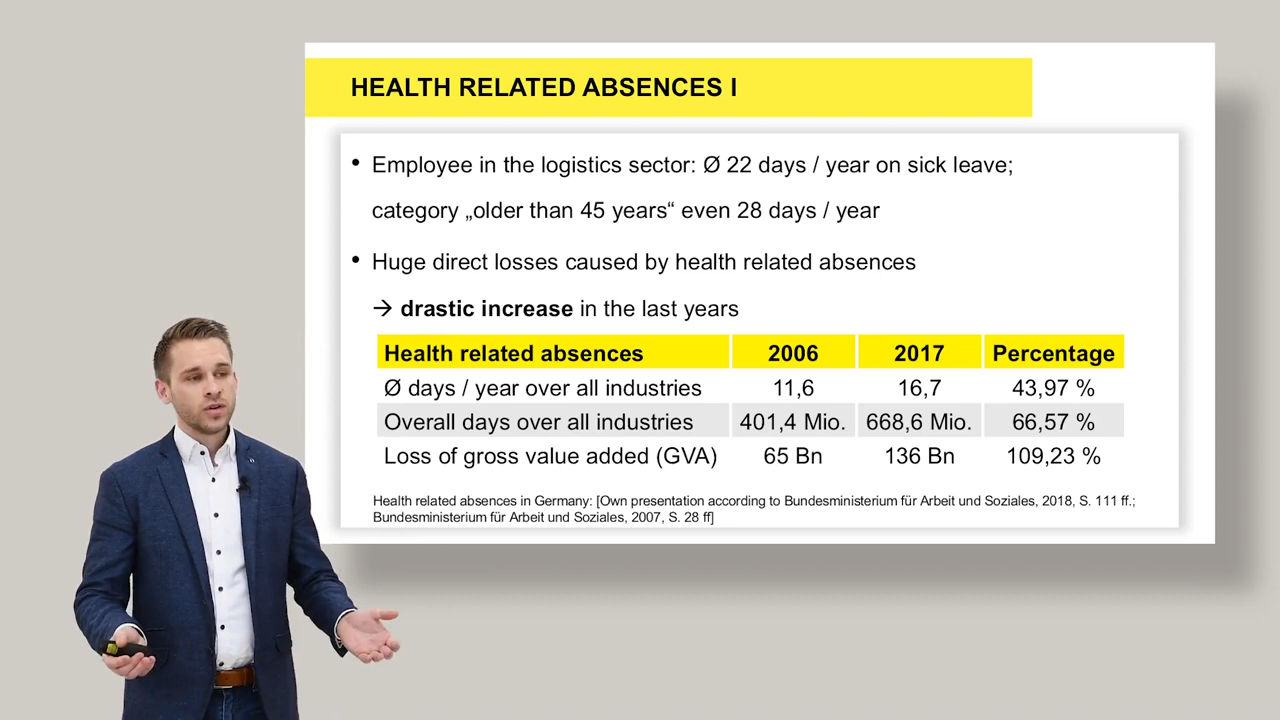 HEALTH RELATED ABSENCES I
• Employee in the logistics sector: Ø 22 days / year on sick leave;
category „older than 45 years“ even 28 days / year
• Huge direct losses caused by health related absences
→ drastic increase in the last years
Health related absences 2006 2017 Percentage
Ø days / year over all industries 11,6 16,7 43,97 %
Overall days over all industries 401,4 Mio. 668,6 Mio. 66,57 %
Loss of gross value added (GVA) 65 Bn 136 Bn 109,23 %
Health related absences in Germany: [Own presentation according to Bundesministerium für Arbeit und Soziales, 2018, S. 111 ff.;
Bundesministerium für Arbeit und Soziales, 2007, S. 28 ff]